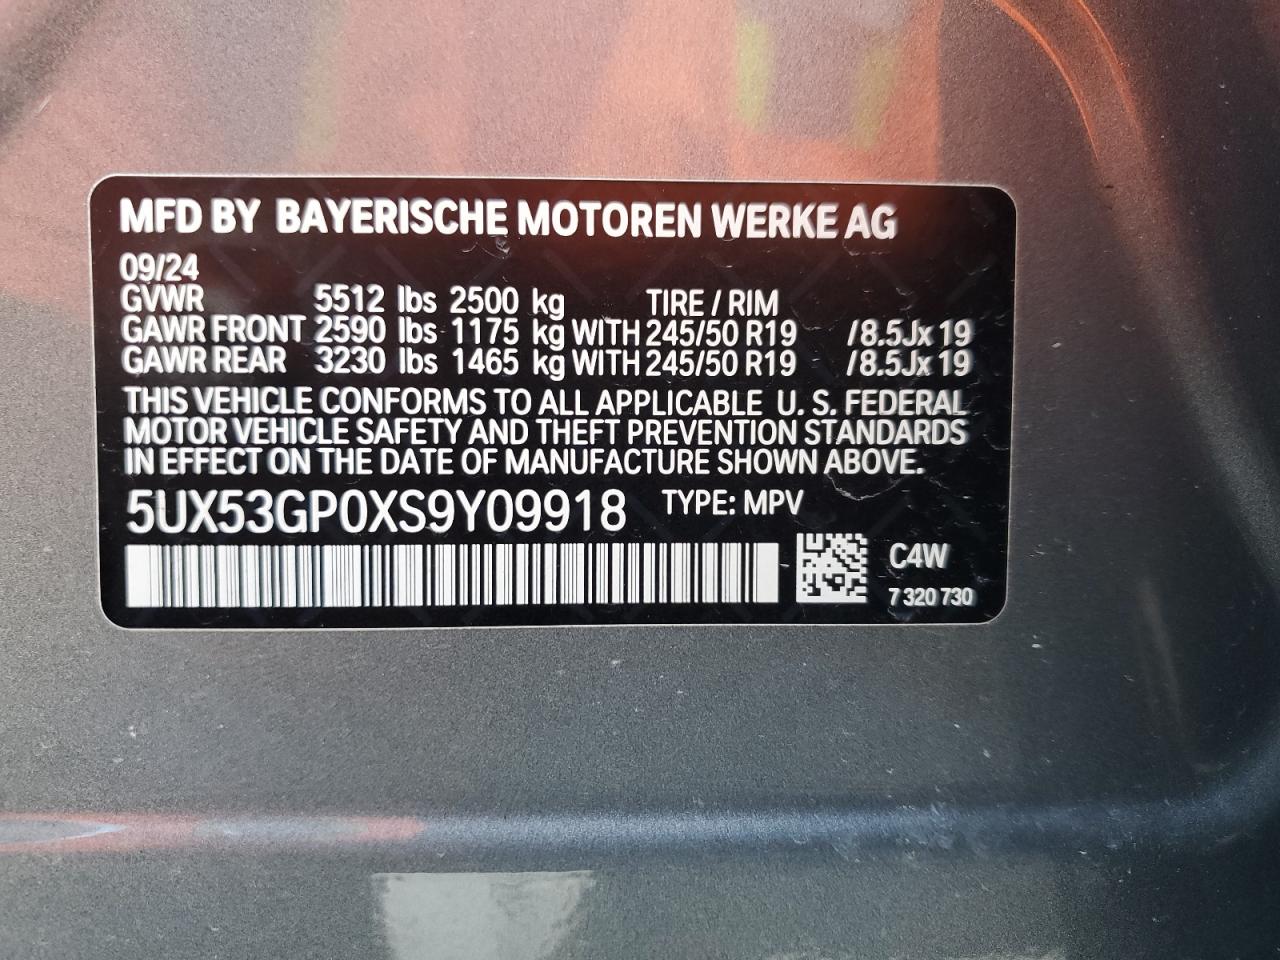 MFD BY BAYERISCHE MOTOREN WERKE AG
09/24
GVWR 5512 lbs 2500 kg TIRE / RIM
GAWR FRONT 2590 lbs 1175 kg WITH 245/50 R19 /8.5Jx19
GAWR REAR 3230 lbs 1465 kg WITH 245/50 R19 /8.5Jx19
THIS VEHICLE CONFORMS TO ALL APPLICABLE U. S. FEDERAL
MOTOR VEHICLE SAFETY AND THEFT PREVENTION STANDARDS
IN EFFECT ON THE DATE OF MANUFACTURE SHOWN ABOVE.
5UX53GP0XS9Y09918 TYPE: MPV
C4W
7 320 730